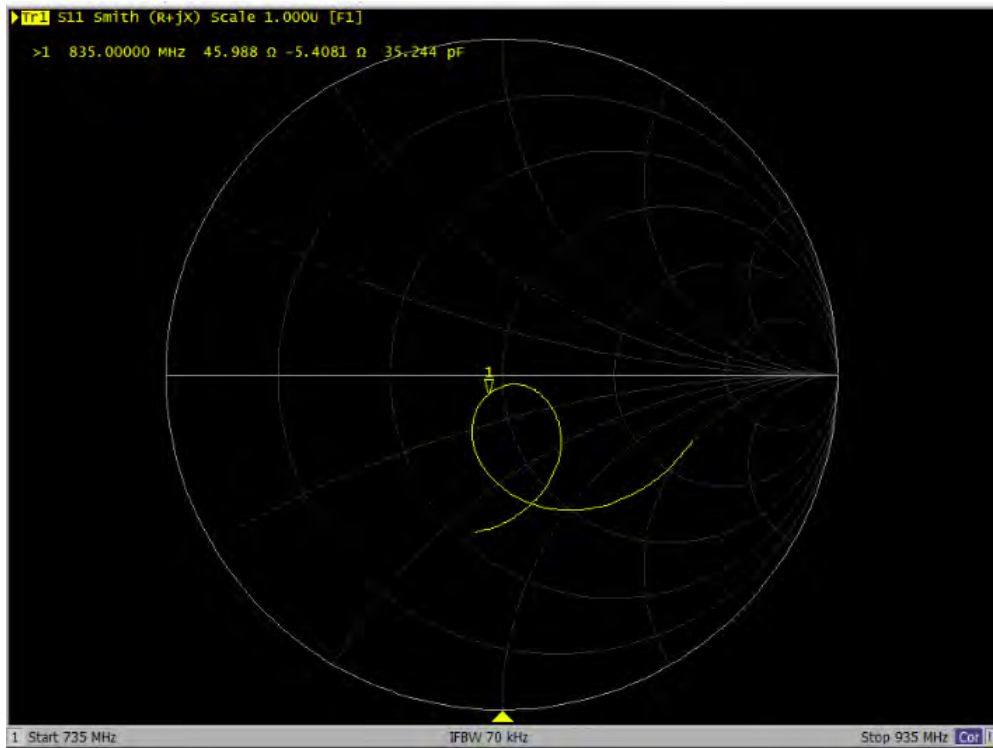 Tr1 S11 Smith (R+jX) Scale 1.000U [F1]
>1 835.00000 MHz 45.988 Ω -5.4081 Ω 35.244 pF
1
1 Start 735 MHz IFBW 70 kHz Stop 935 MHz Cor